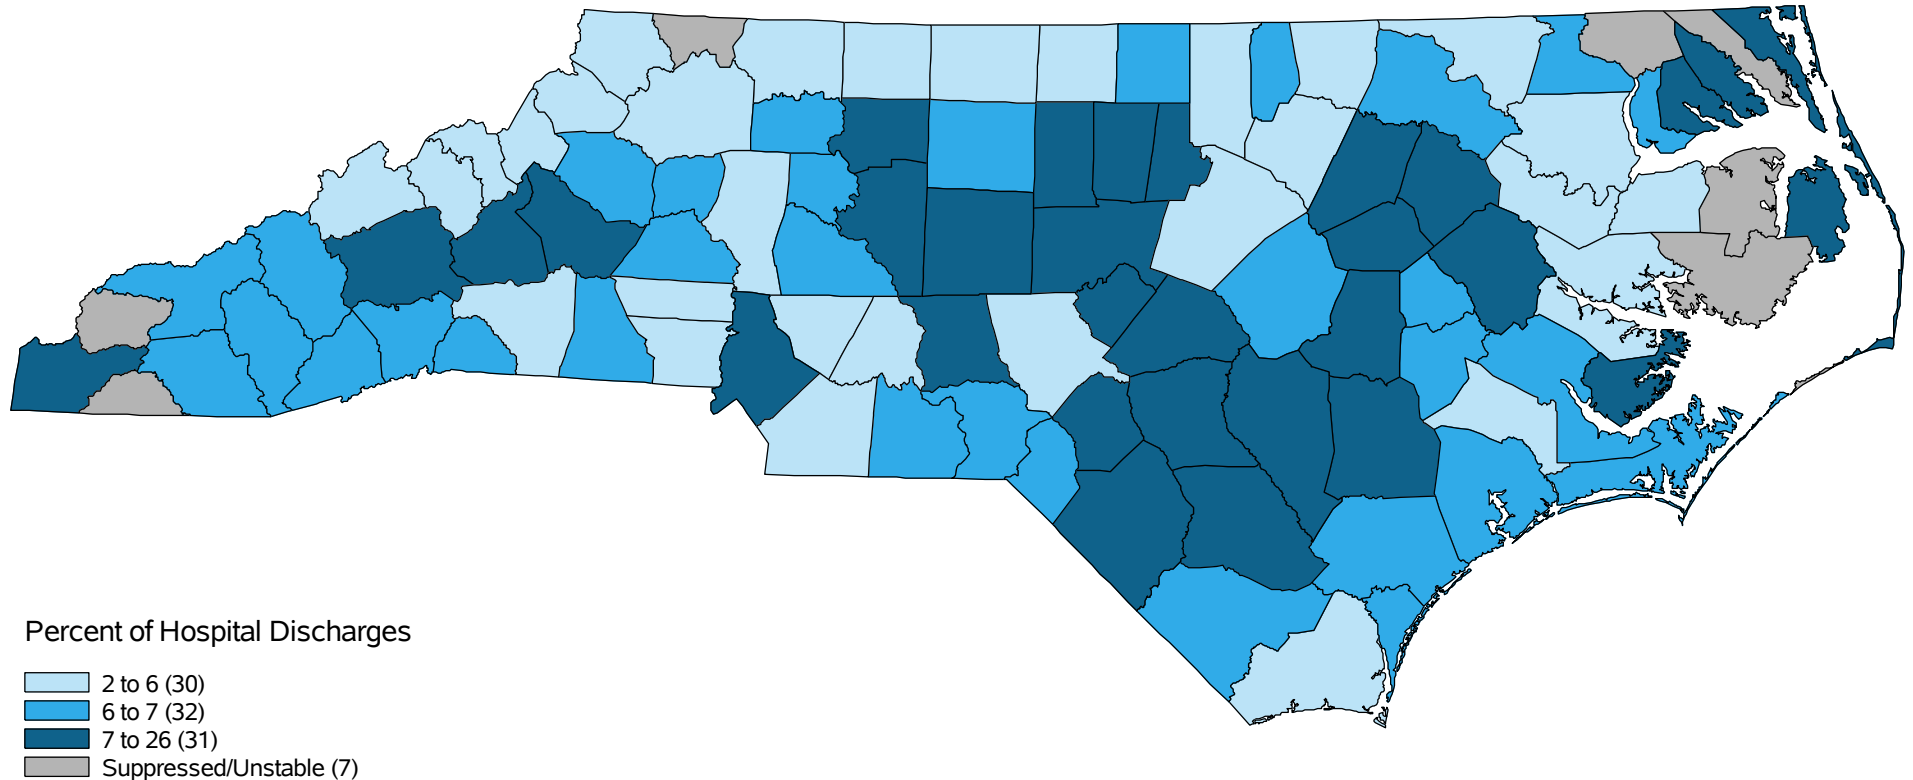 Percent of Hospital Discharges
2 to 6 (30)
6 to 7 (32)
7 to 26 (31)
Suppressed/Unstable (7)